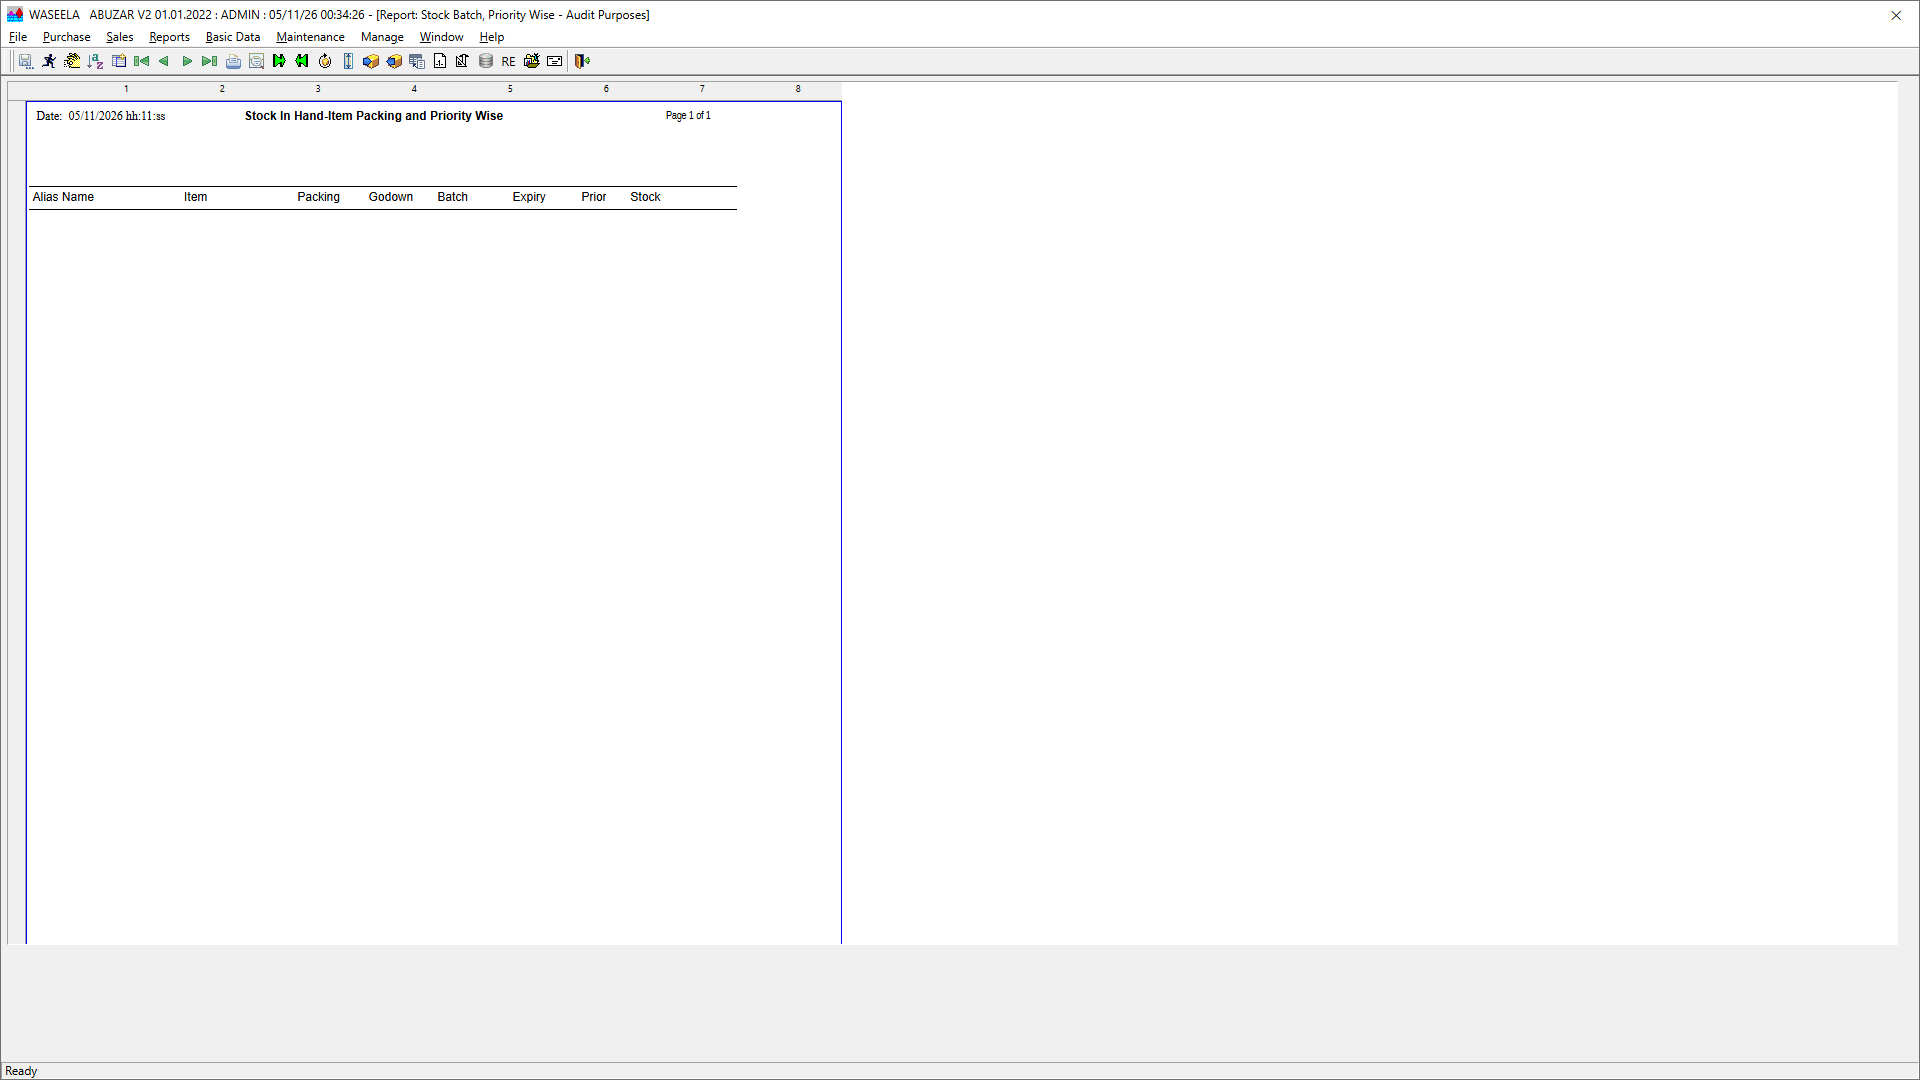 WASEELA   ABUZAR V2 01.01.2022 : ADMIN : 05/11/26 00:34:26 - [Report: Stock Batch, Priority Wise - Audit Purposes]
File Purchase Sales Reports Basic Data Maintenance Manage Window Help
RE
1 2 3 4 5 6 7 8
Date: 05/11/2026 hh:11:ss Stock In Hand-Item Packing and Priority Wise Page 1 of 1
Alias Name Item Packing Godown Batch Expiry Prior Stock
Ready